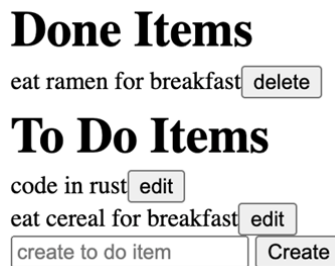 Done Items
eat ramen for breakfast delete
To Do Items
code in rust edit
eat cereal for breakfast edit
create to do item Create